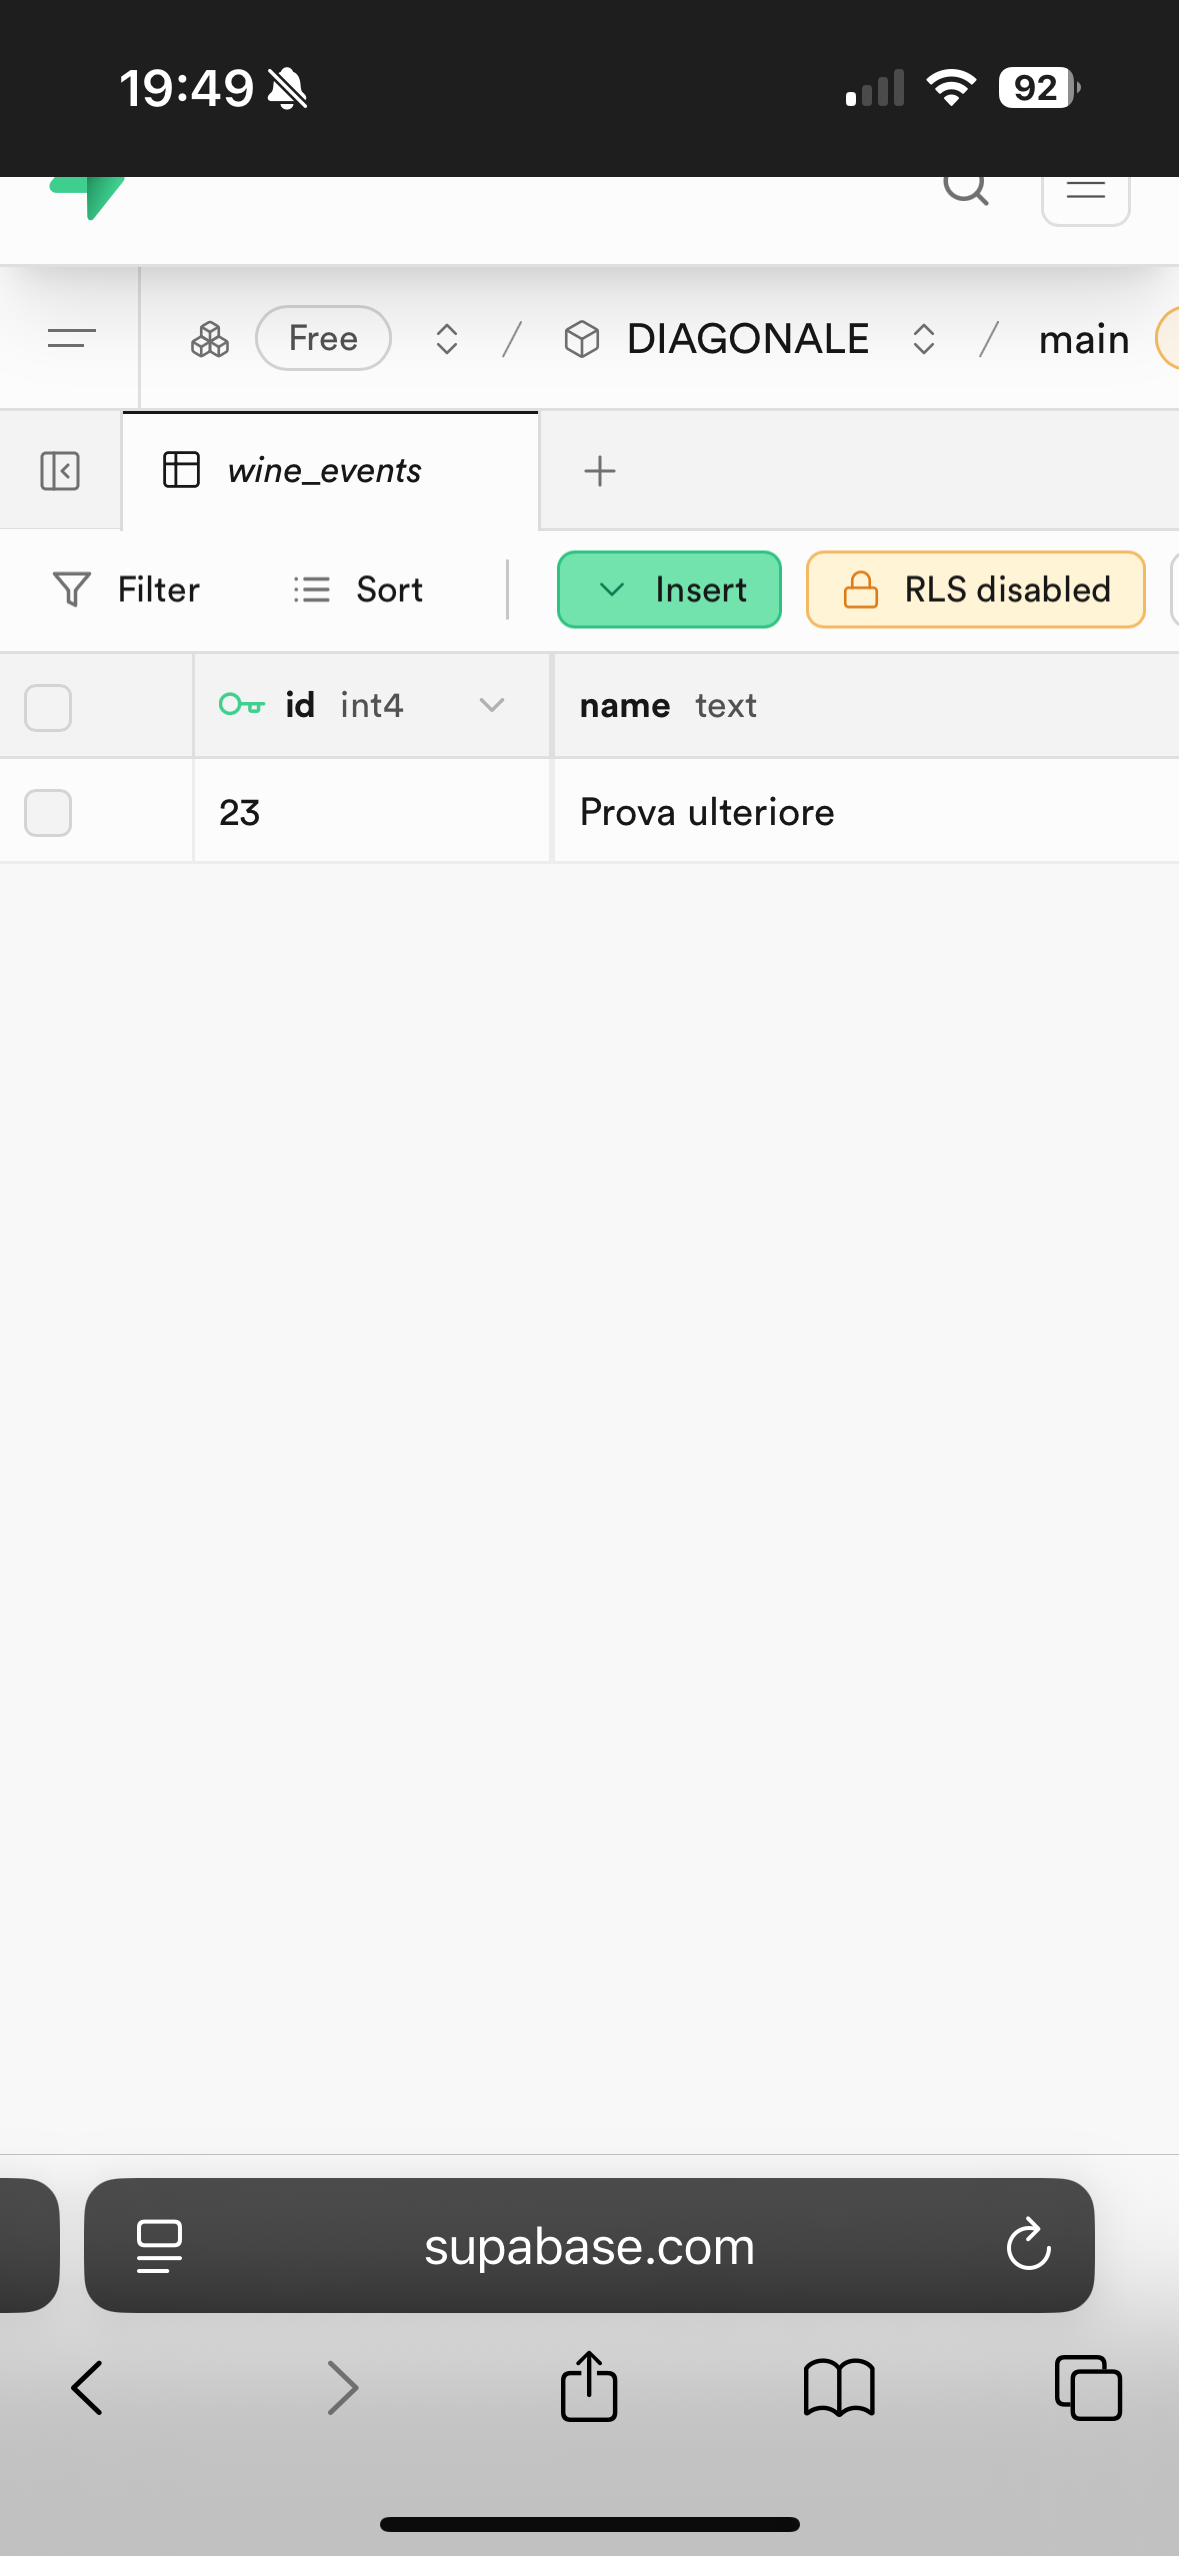 19:49 92
Free / DIAGONALE / main
wine_events
Filter Sort Insert RLS disabled
id int4 name text
23 Prova ulteriore
supabase.com